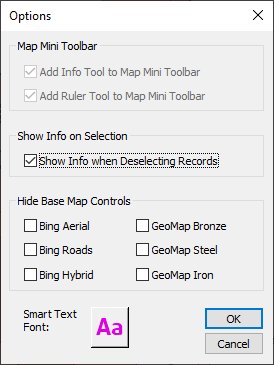 Options
Map Mini Toolbar
Add Info Tool to Map Mini Toolbar
Add Ruler Tool to Map Mini Toolbar
Show Info on Selection
Show Info when Deselecting Records
Hide Base Map Controls
Bing Aerial
GeoMap Bronze
Bing Roads
GeoMap Steel
Bing Hybrid
GeoMap Iron
Smart Text
Font:
Aa
OK
Cancel